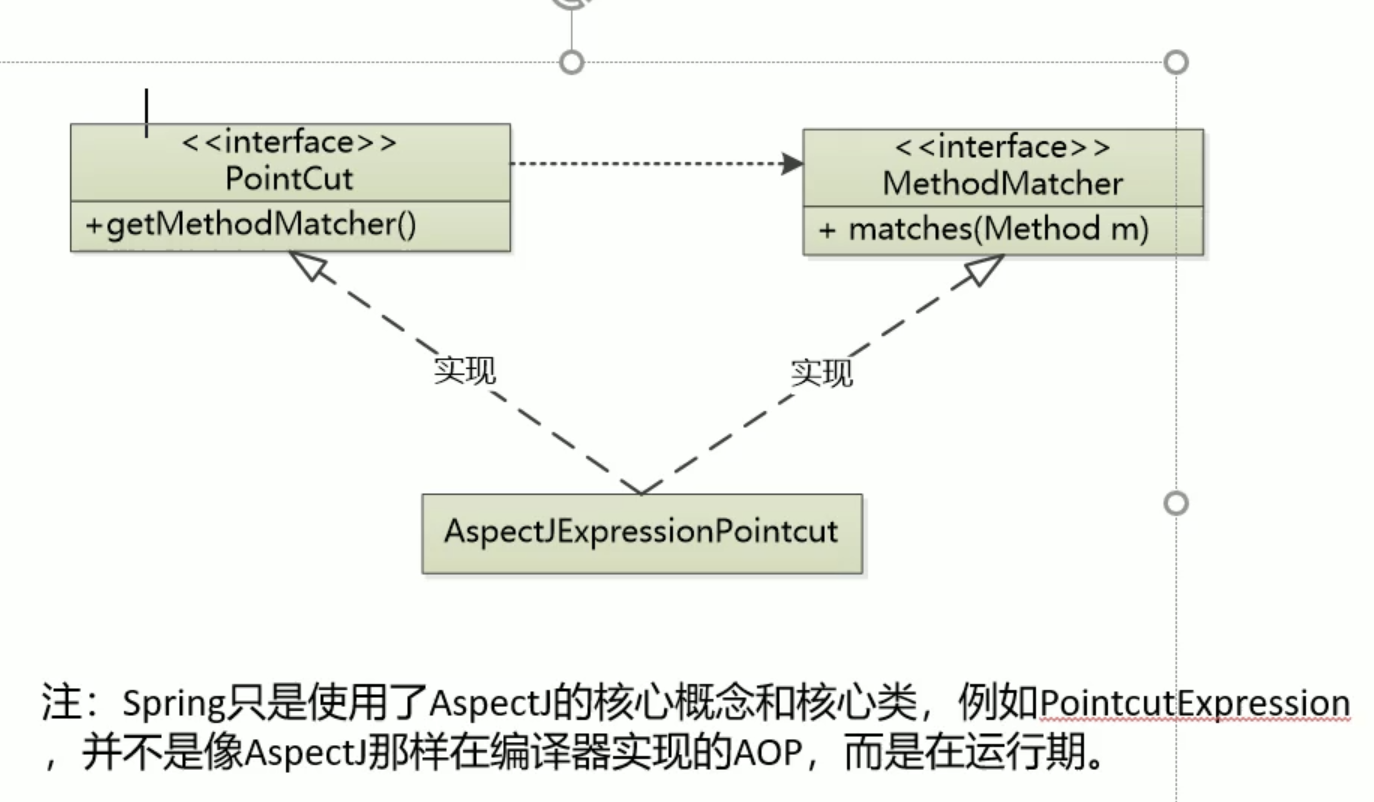 <<interface>>
PointCut
+getMethodMatcher()
<<interface>>
MethodMatcher
+ matches(Method m)
实现
实现
AspectJExpressionPointcut
注：Spring只是使用了AspectJ的核心概念和核心类，例如PointcutExpression
，并不是像AspectJ那样在编译器实现的AOP，而是在运行期。